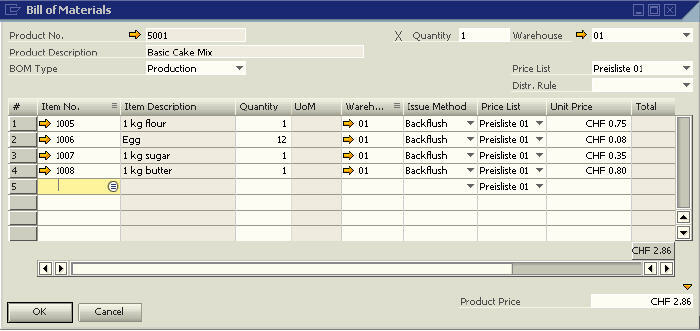 Bill of Materials
Product No. 5001 X Quantity 1 Warehouse 01
Product Description Basic Cake Mix
BOM Type Production Price List Preisliste 01
Distr. Rule
# Item No. Item Description Quantity UoM Wareh... Issue Method Price List Unit Price Total
1 1005 1 kg flour 1 01 Backflush Preisliste 01 CHF 0.75
2 1006 Egg 12 01 Backflush Preisliste 01 CHF 0.08
3 1007 1 kg sugar 1 01 Backflush Preisliste 01 CHF 0.35
4 1008 1 kg butter 1 01 Backflush Preisliste 01 CHF 0.80
5 Preisliste 01
CHF 2.86
Product Price CHF 2.86
OK Cancel